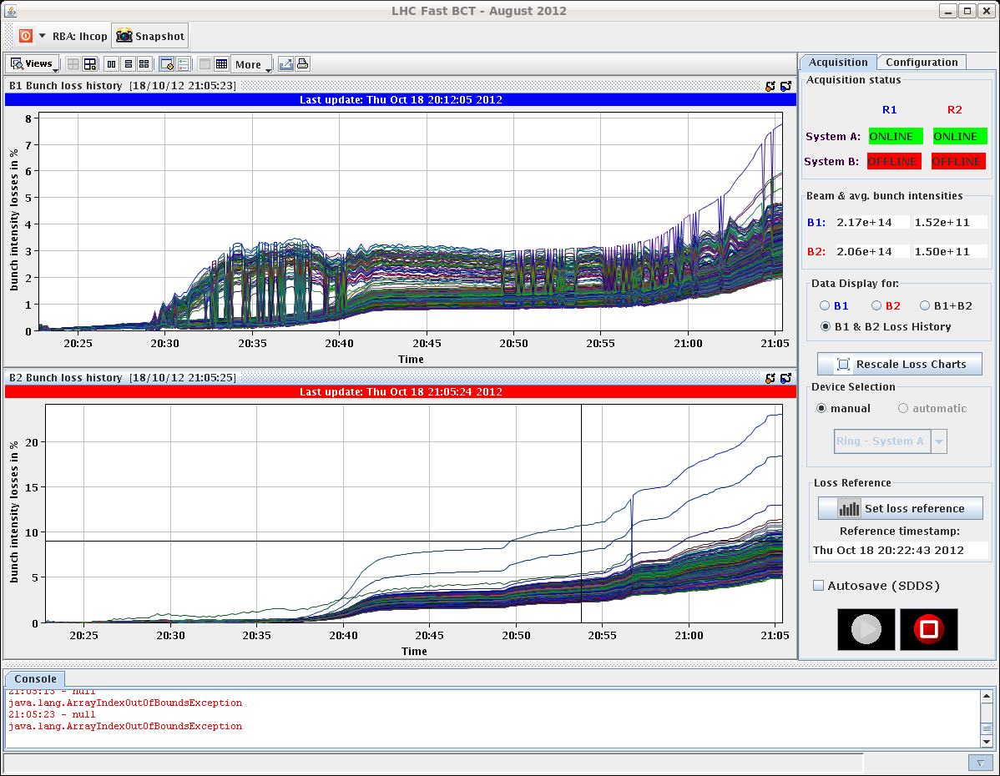 LHC Fast BCT - August 2012
RBA: lhcop
Snapshot
Views
More
B1 Bunch loss history [18/10/12 21:05:23]
Last update: Thu Oct 18 20:12:05 2012
bunch intensity losses in %
8
7
6
5
4
3
2
1
0
20:25 20:30 20:35 20:40 20:45 20:50 20:55 21:00 21:05
Time
B2 Bunch loss history [18/10/12 21:05:25]
Last update: Thu Oct 18 21:05:24 2012
bunch intensity losses in %
20
15
10
5
0
20:25 20:30 20:35 20:40 20:45 20:50 20:55 21:00 21:05
Time
Acquisition Configuration
Acquisition status
R1 R2
System A: ONLINE ONLINE
System B: OFFLINE OFFLINE
Beam & avg. bunch intensities
B1: 2.17e+14 1.52e+11
B2: 2.06e+14 1.50e+11
Data Display for:
B1 B2 B1+B2
B1 & B2 Loss History
Rescale Loss Charts
Device Selection
manual automatic
Ring - System A
Loss Reference
Set loss reference
Reference timestamp:
Thu Oct 18 20:22:43 2012
Autosave (SDDS)
Console
21:05:13 - null
java.lang.ArrayIndexOutOfBoundsException
21:05:23 - null
java.lang.ArrayIndexOutOfBoundsException